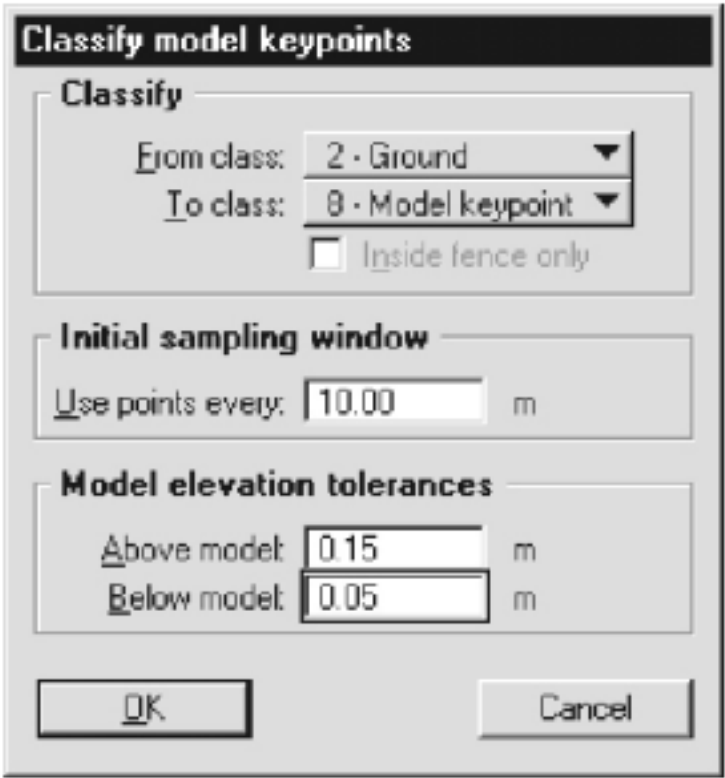 Classify model keypoints
Classify
From class: 2 - Ground
To class: 8 - Model keypoint
Inside fence only
Initial sampling window
Use points every: 10.00 m
Model elevation tolerances
Above model: 0.15 m
Below model: 0.05 m
OK Cancel